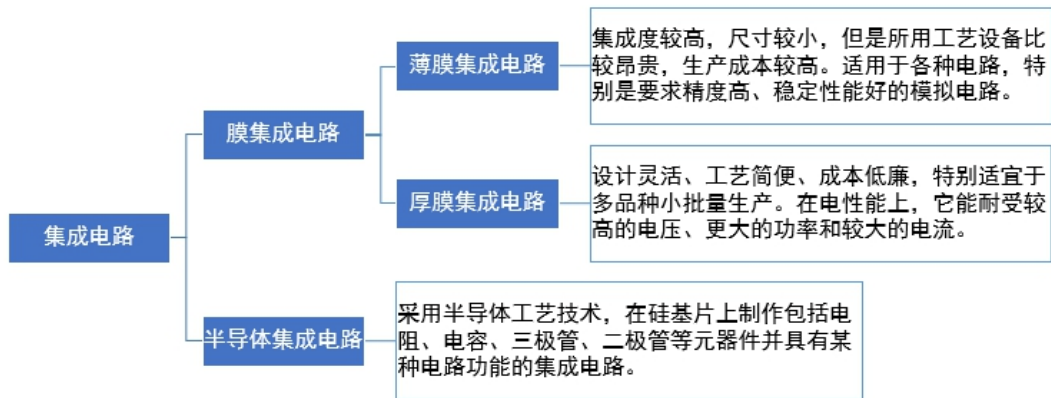 薄膜集成电路
集成度较高，尺寸较小，但是所用工艺设备比
较昂贵，生产成本较高。适用于各种电路，特
别是要求精度高、稳定性能好的模拟电路。
膜集成电路
厚膜集成电路
设计灵活、工艺简便、成本低廉，特别适宜于
多品种小批量生产。在电性能上，它能耐受较
高的电压、更大的功率和较大的电流。
集成电路
半导体集成电路
采用半导体工艺技术，在硅基片上制作包括电
阻、电容、三极管、二极管等元器件并具有某
种电路功能的集成电路。